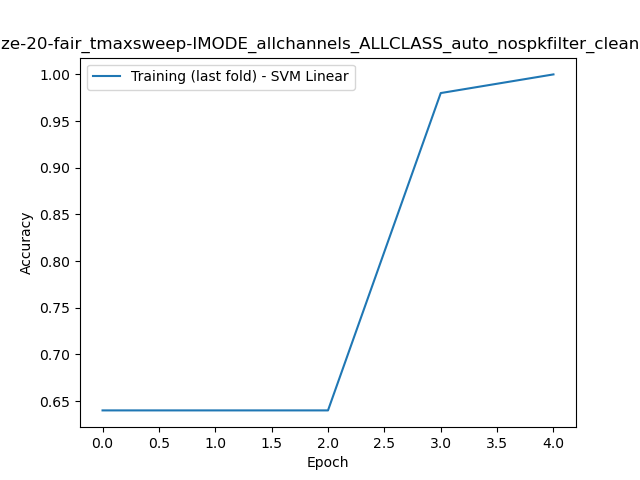 ze-20-fair_tmaxsweep-IMODE_allchannels_ALLCLASS_auto_nospkfilter_clean
Training (last fold) - SVM Linear
1.00
0.95
0.90
0.85
0.80
0.75
0.70
0.65
Accuracy
0.0 0.5 1.0 1.5 2.0 2.5 3.0 3.5 4.0
Epoch